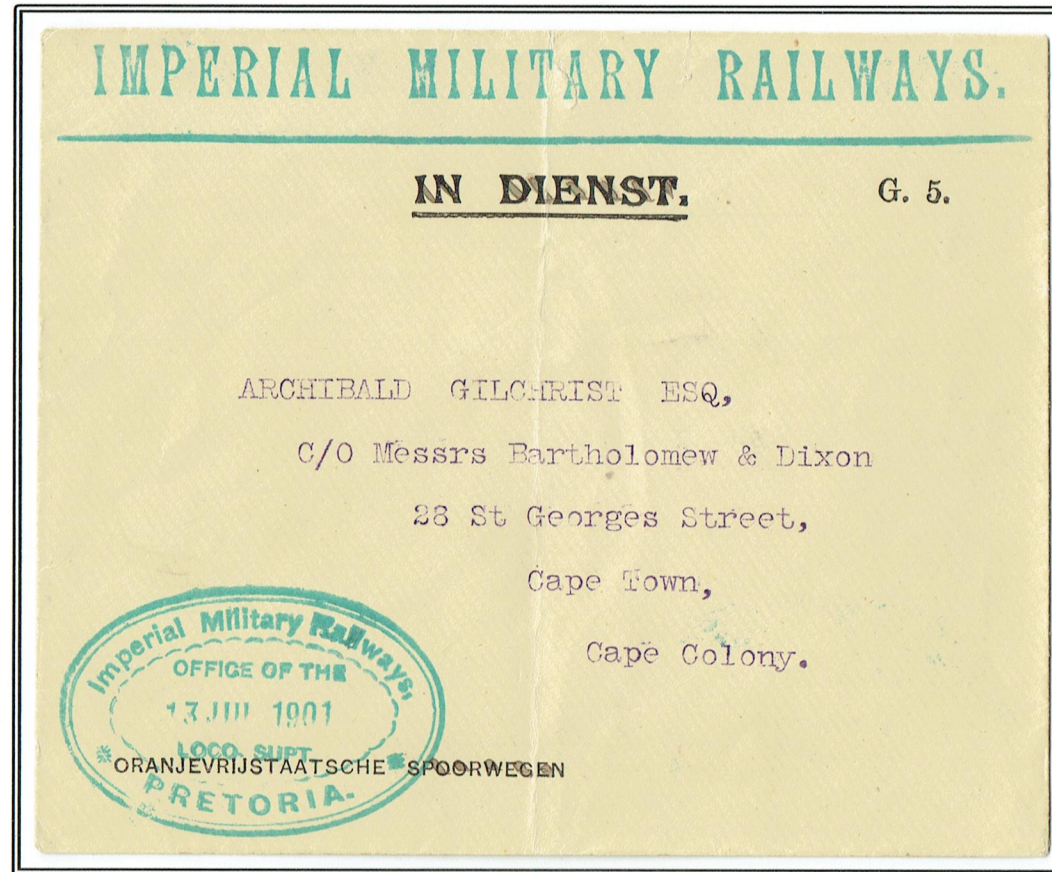 IMPERIAL MILITARY RAILWAYS.
IN DIENST.
G. 5.
ARCHIBALD GILCHRIST ESQ,
C/O Messrs Bartholomew & Dixon
28 St Georges Street,
Cape Town,
Cape Colony.
Imperial Military Railways,
OFFICE OF THE
13 JUL 1901
LOCO. SUPT
PRETORIA.
ORANJEVRIJSTAATSCHE SPOORWEGEN